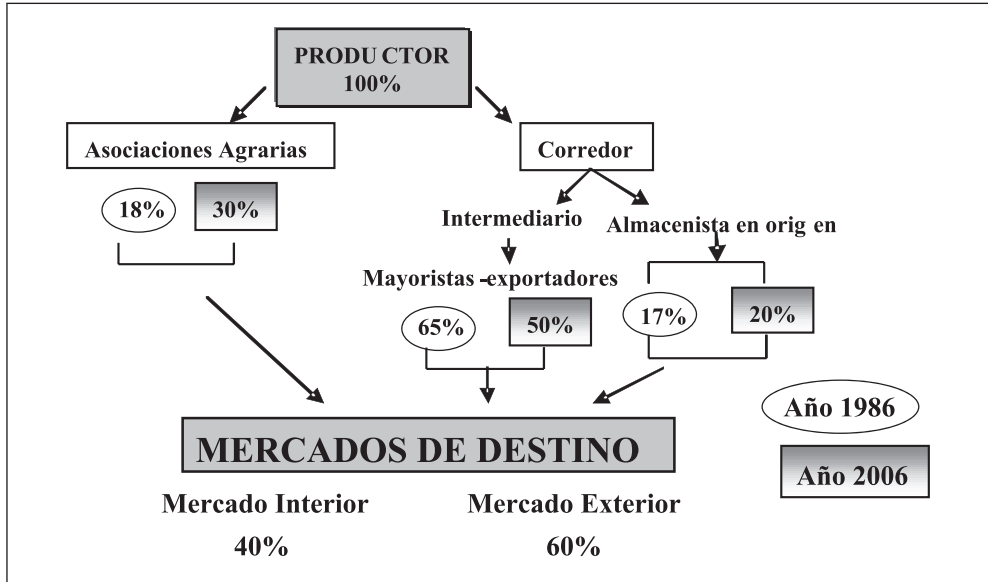 PRODU CTOR
100%
Asociaciones Agrarias
Corredor
18%
30%
Intermediario
Almacenista en orig en
Mayoristas -exportadores
65%
50%
17%
20%
Año 1986
Año 2006
MERCADOS DE DESTINO
Mercado Interior
Mercado Exterior
40%
60%